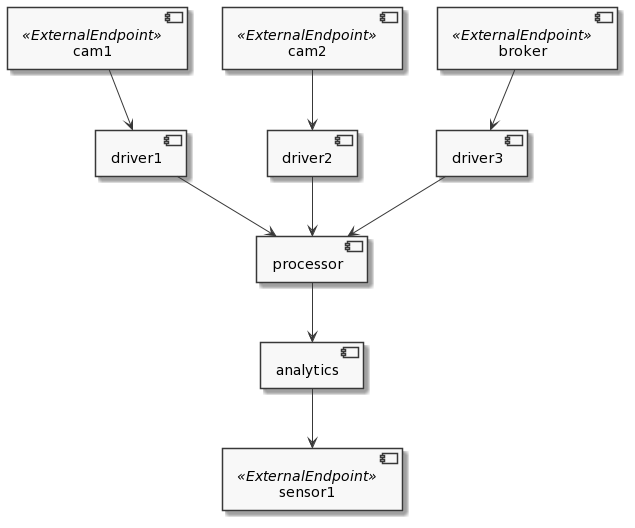 «ExternalEndpoint»
cam1
«ExternalEndpoint»
cam2
«ExternalEndpoint»
broker
driver1
driver2
driver3
processor
analytics
«ExternalEndpoint»
sensor1